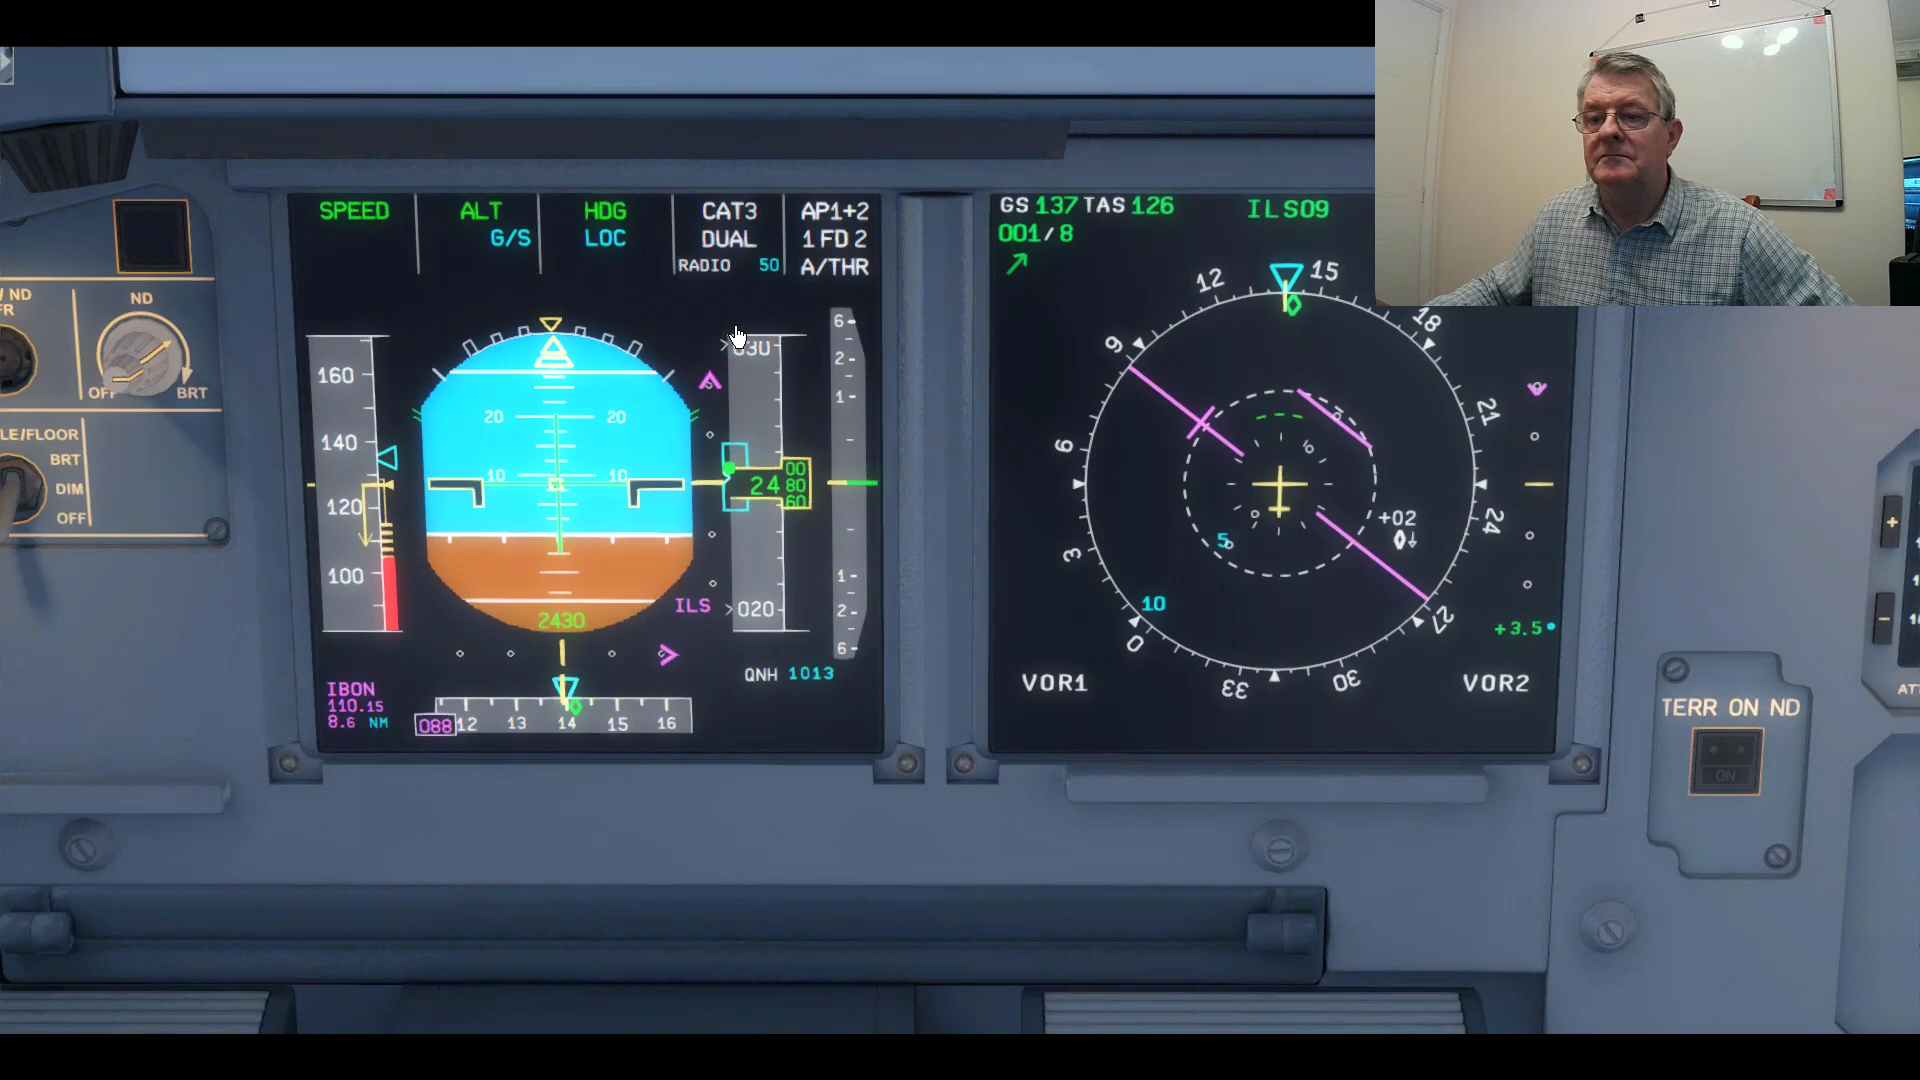 SPEED ALT HDG CAT3 AP1+2
G/S LOC DUAL 1 FD 2
RADIO 50 A/THR
160
140
120
100
20 20
10 10
2430
030
24 00
80
60
020
6
2
1
1
2
6
ILS
QNH 1013
IBON
110.15
8.6 NM
088 12 13 14 15 16
GS 137 TAS 126 ILS09
001/8
12 15 18 21 24 27 30 33 0 3 6 9
+02
5
10
+3.5
VOR1 VOR2
ND
OFF BRT
/ ND
FR
LE/FLOOR
BRT
DIM
OFF
TERR ON ND
ON
+
-